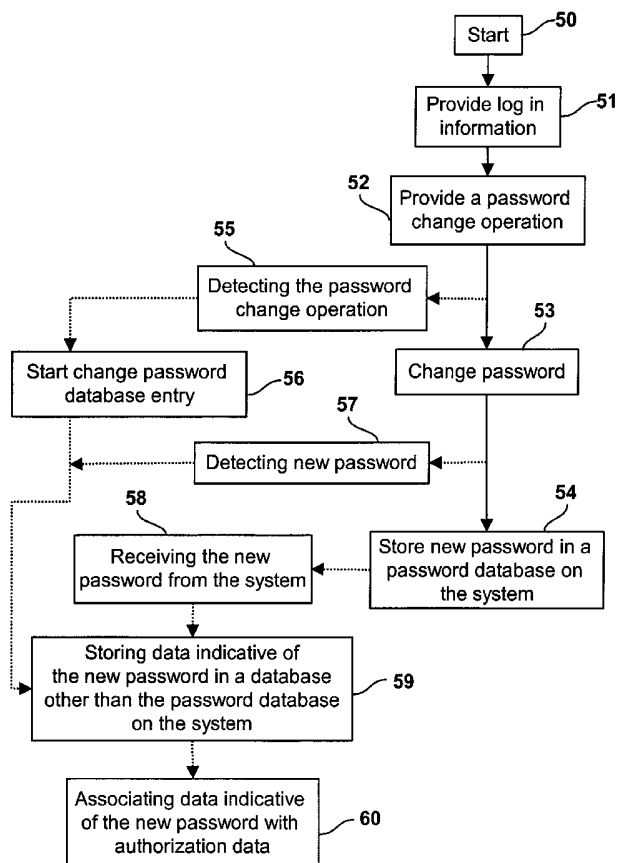 50
Start
51
Provide log in
information
52
Provide a password
change operation
55
Detecting the password
change operation
53
Change password
Start change password
database entry
56
57
Detecting new password
54
Store new password in a
password database on
the system
58
Receiving the new
password from the system
Storing data indicative of
the new password in a database
other than the password database
on the system
59
Associating data indicative
of the new password with
authorization data
60